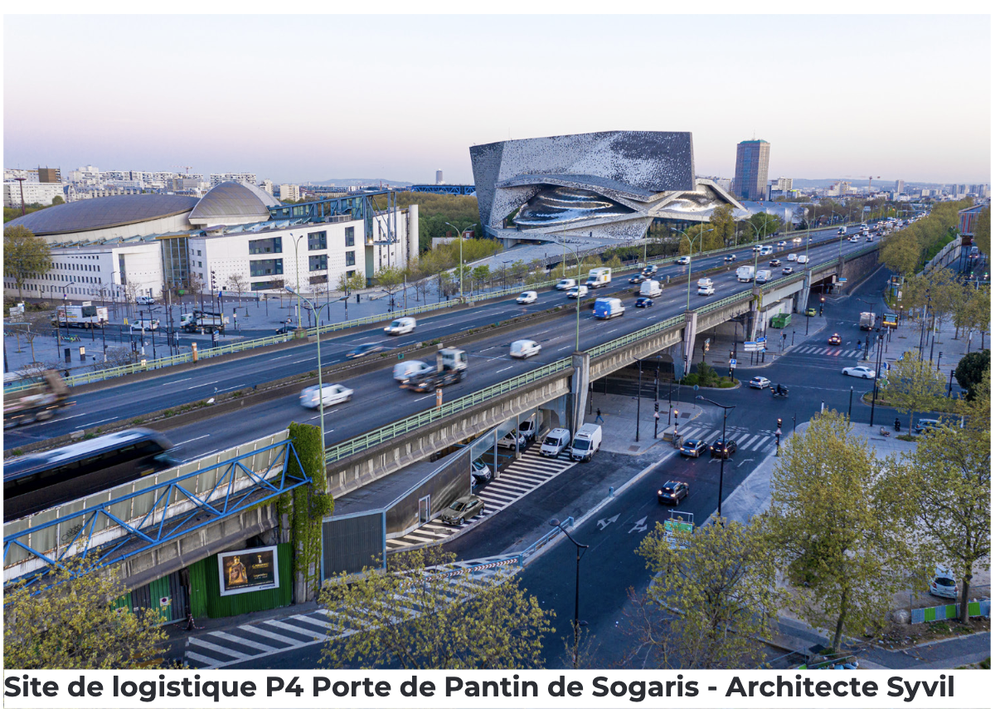 Site de logistique P4 Porte de Pantin de Sogaris - Architecte Syvil